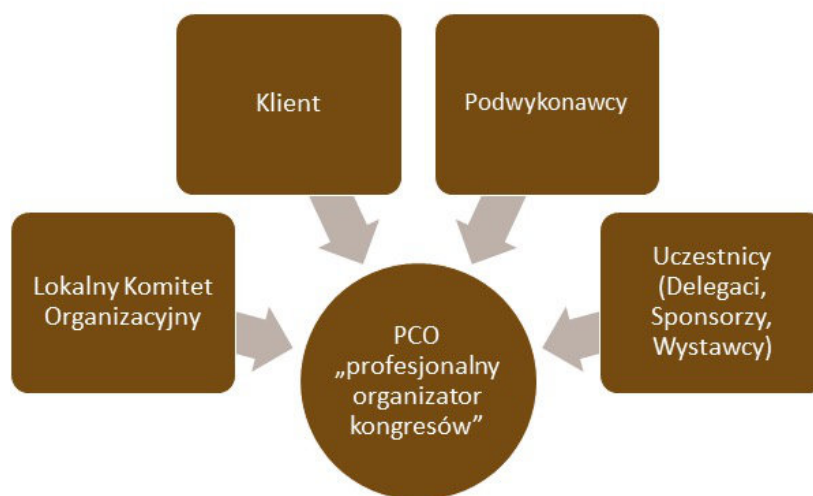 Klient
Podwykonawcy
Lokalny Komitet
Organizacyjny
Uczestnicy
(Delegaci,
Sponsorzy,
Wystawcy)
PCO
„profesjonalny
organizator
kongresów”